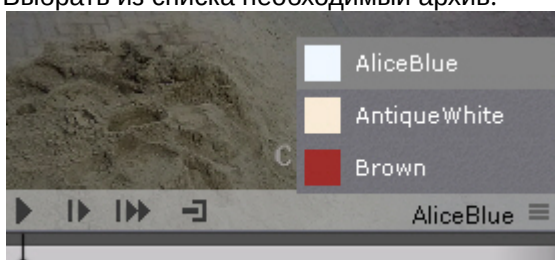 Выбрать из списка необходимый архив.
AliceBlue
AntiqueWhite
C
Brown
AliceBlue